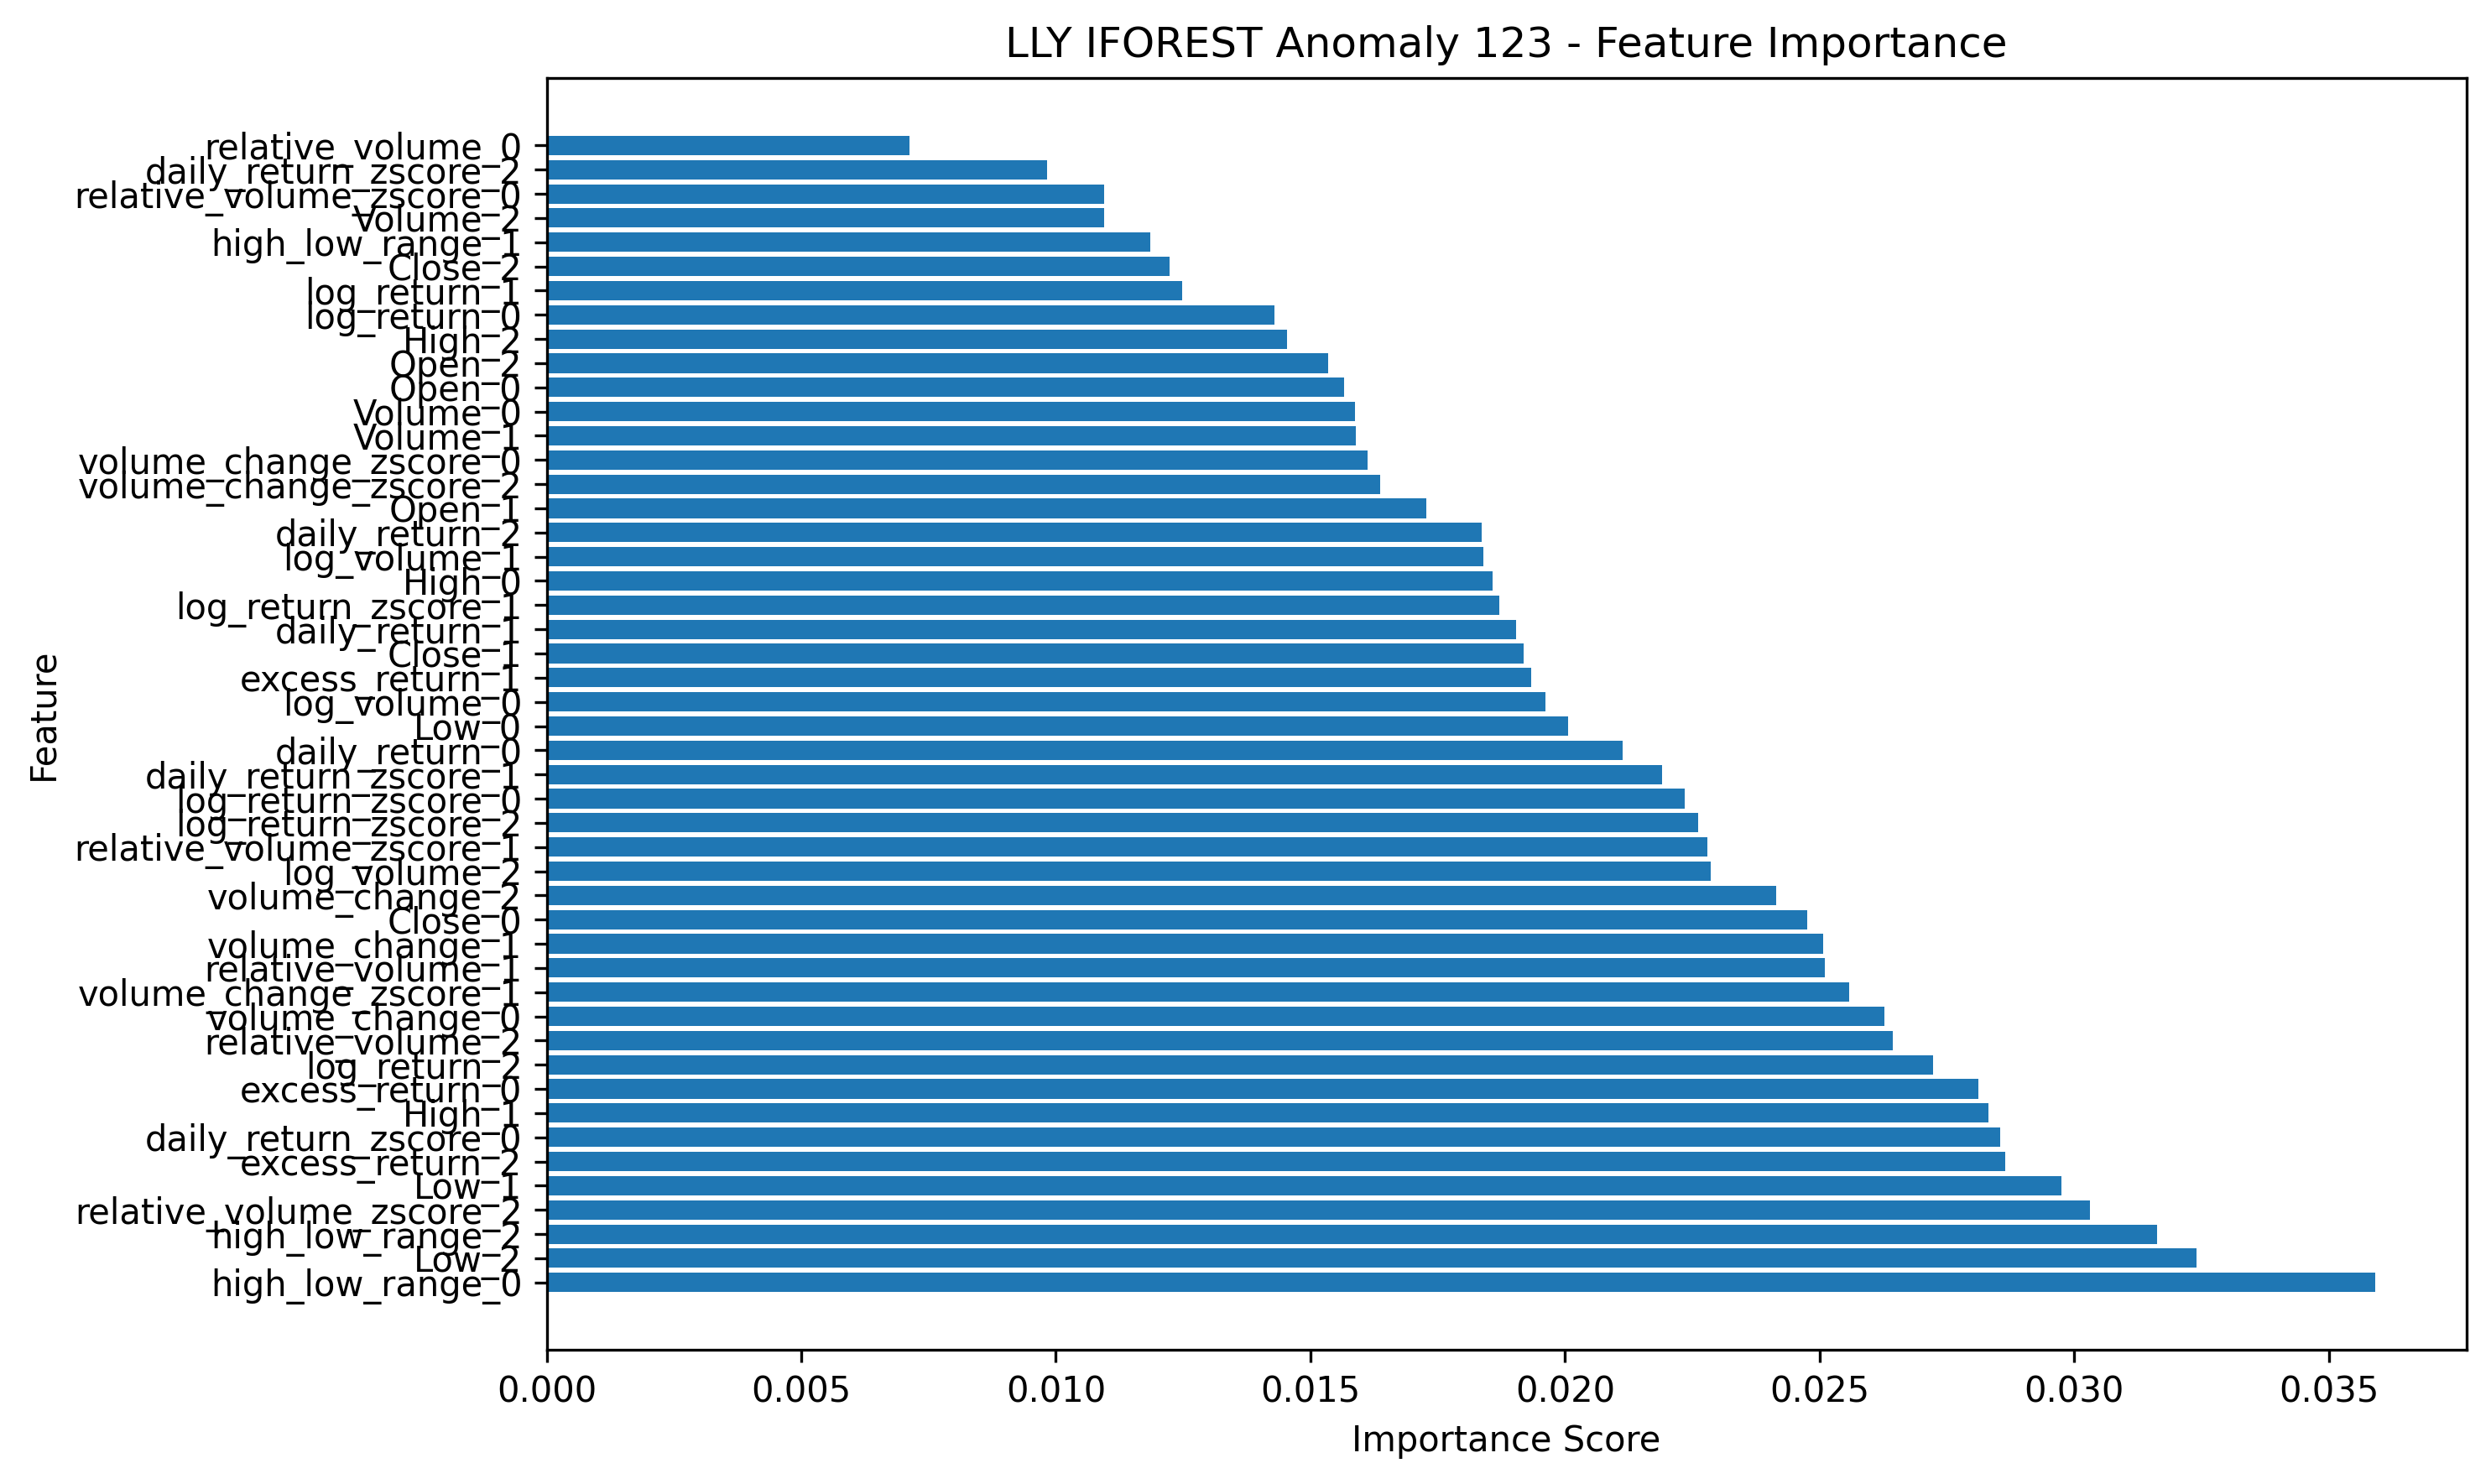 LLY IFOREST Anomaly 123 - Feature Importance
relative_volume_0
daily_return_zscore_2
relative_volume_zscore_0
Volume_2
high_low_range_1
Close_2
log_return_1
log_return_0
High_2
Open_2
Open_0
Volume_0
Volume_1
volume_change_zscore_0
volume_change_zscore_2
Open_1
daily_return_2
log_volume_1
High_0
log_return_zscore_1
daily_return_1
Close_1
excess_return_1
log_volume_0
Low_0
daily_return_0
daily_return_zscore_1
log_return_zscore_0
log_return_zscore_2
relative_volume_zscore_1
log_volume_2
volume_change_2
Close_0
volume_change_1
relative_volume_1
volume_change_zscore_1
volume_change_0
relative_volume_2
log_return_2
excess_return_0
High_1
daily_return_zscore_0
excess_return_2
Low_1
relative_volume_zscore_2
high_low_range_2
Low_2
high_low_range_0
Feature
0.000 0.005 0.010 0.015 0.020 0.025 0.030 0.035
Importance Score